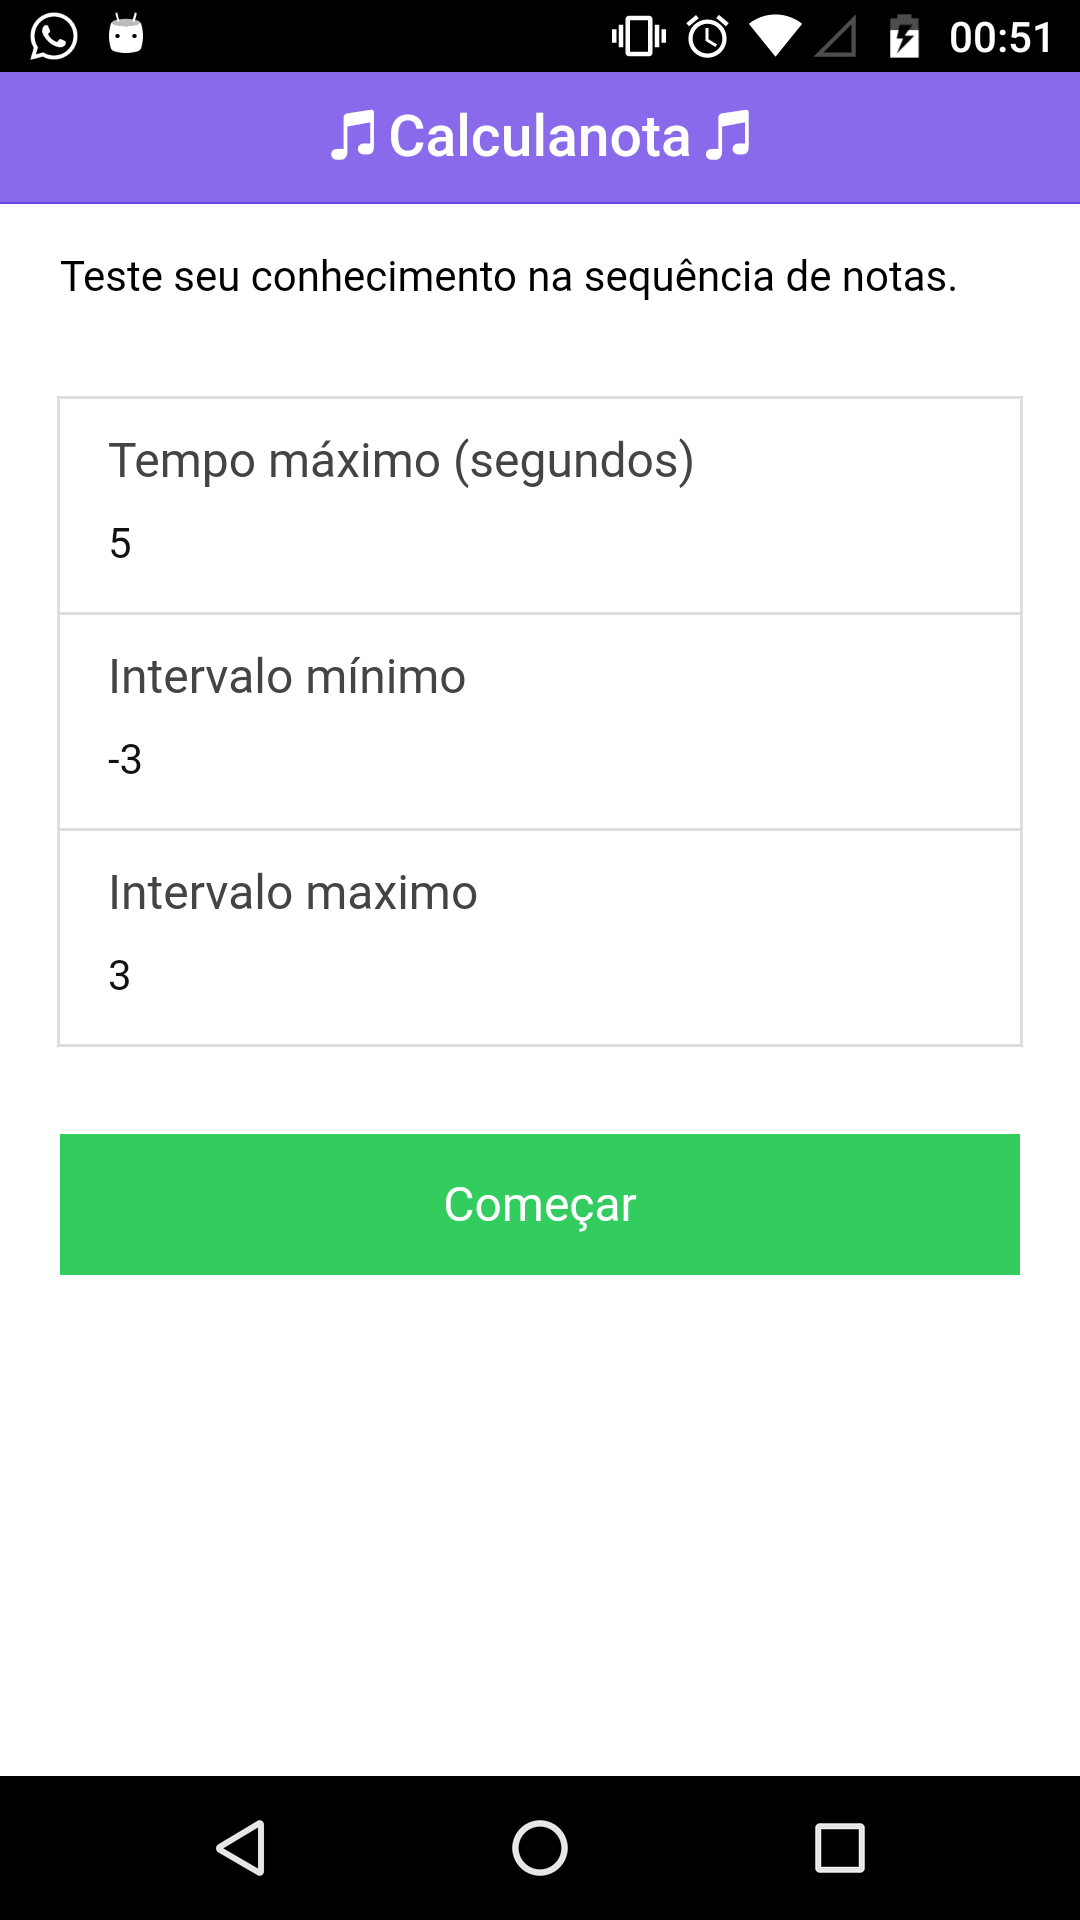 00:51
Calculanota
Teste seu conhecimento na sequência de notas.
Tempo máximo (segundos)
5
Intervalo mínimo
-3
Intervalo maximo
3
Começar